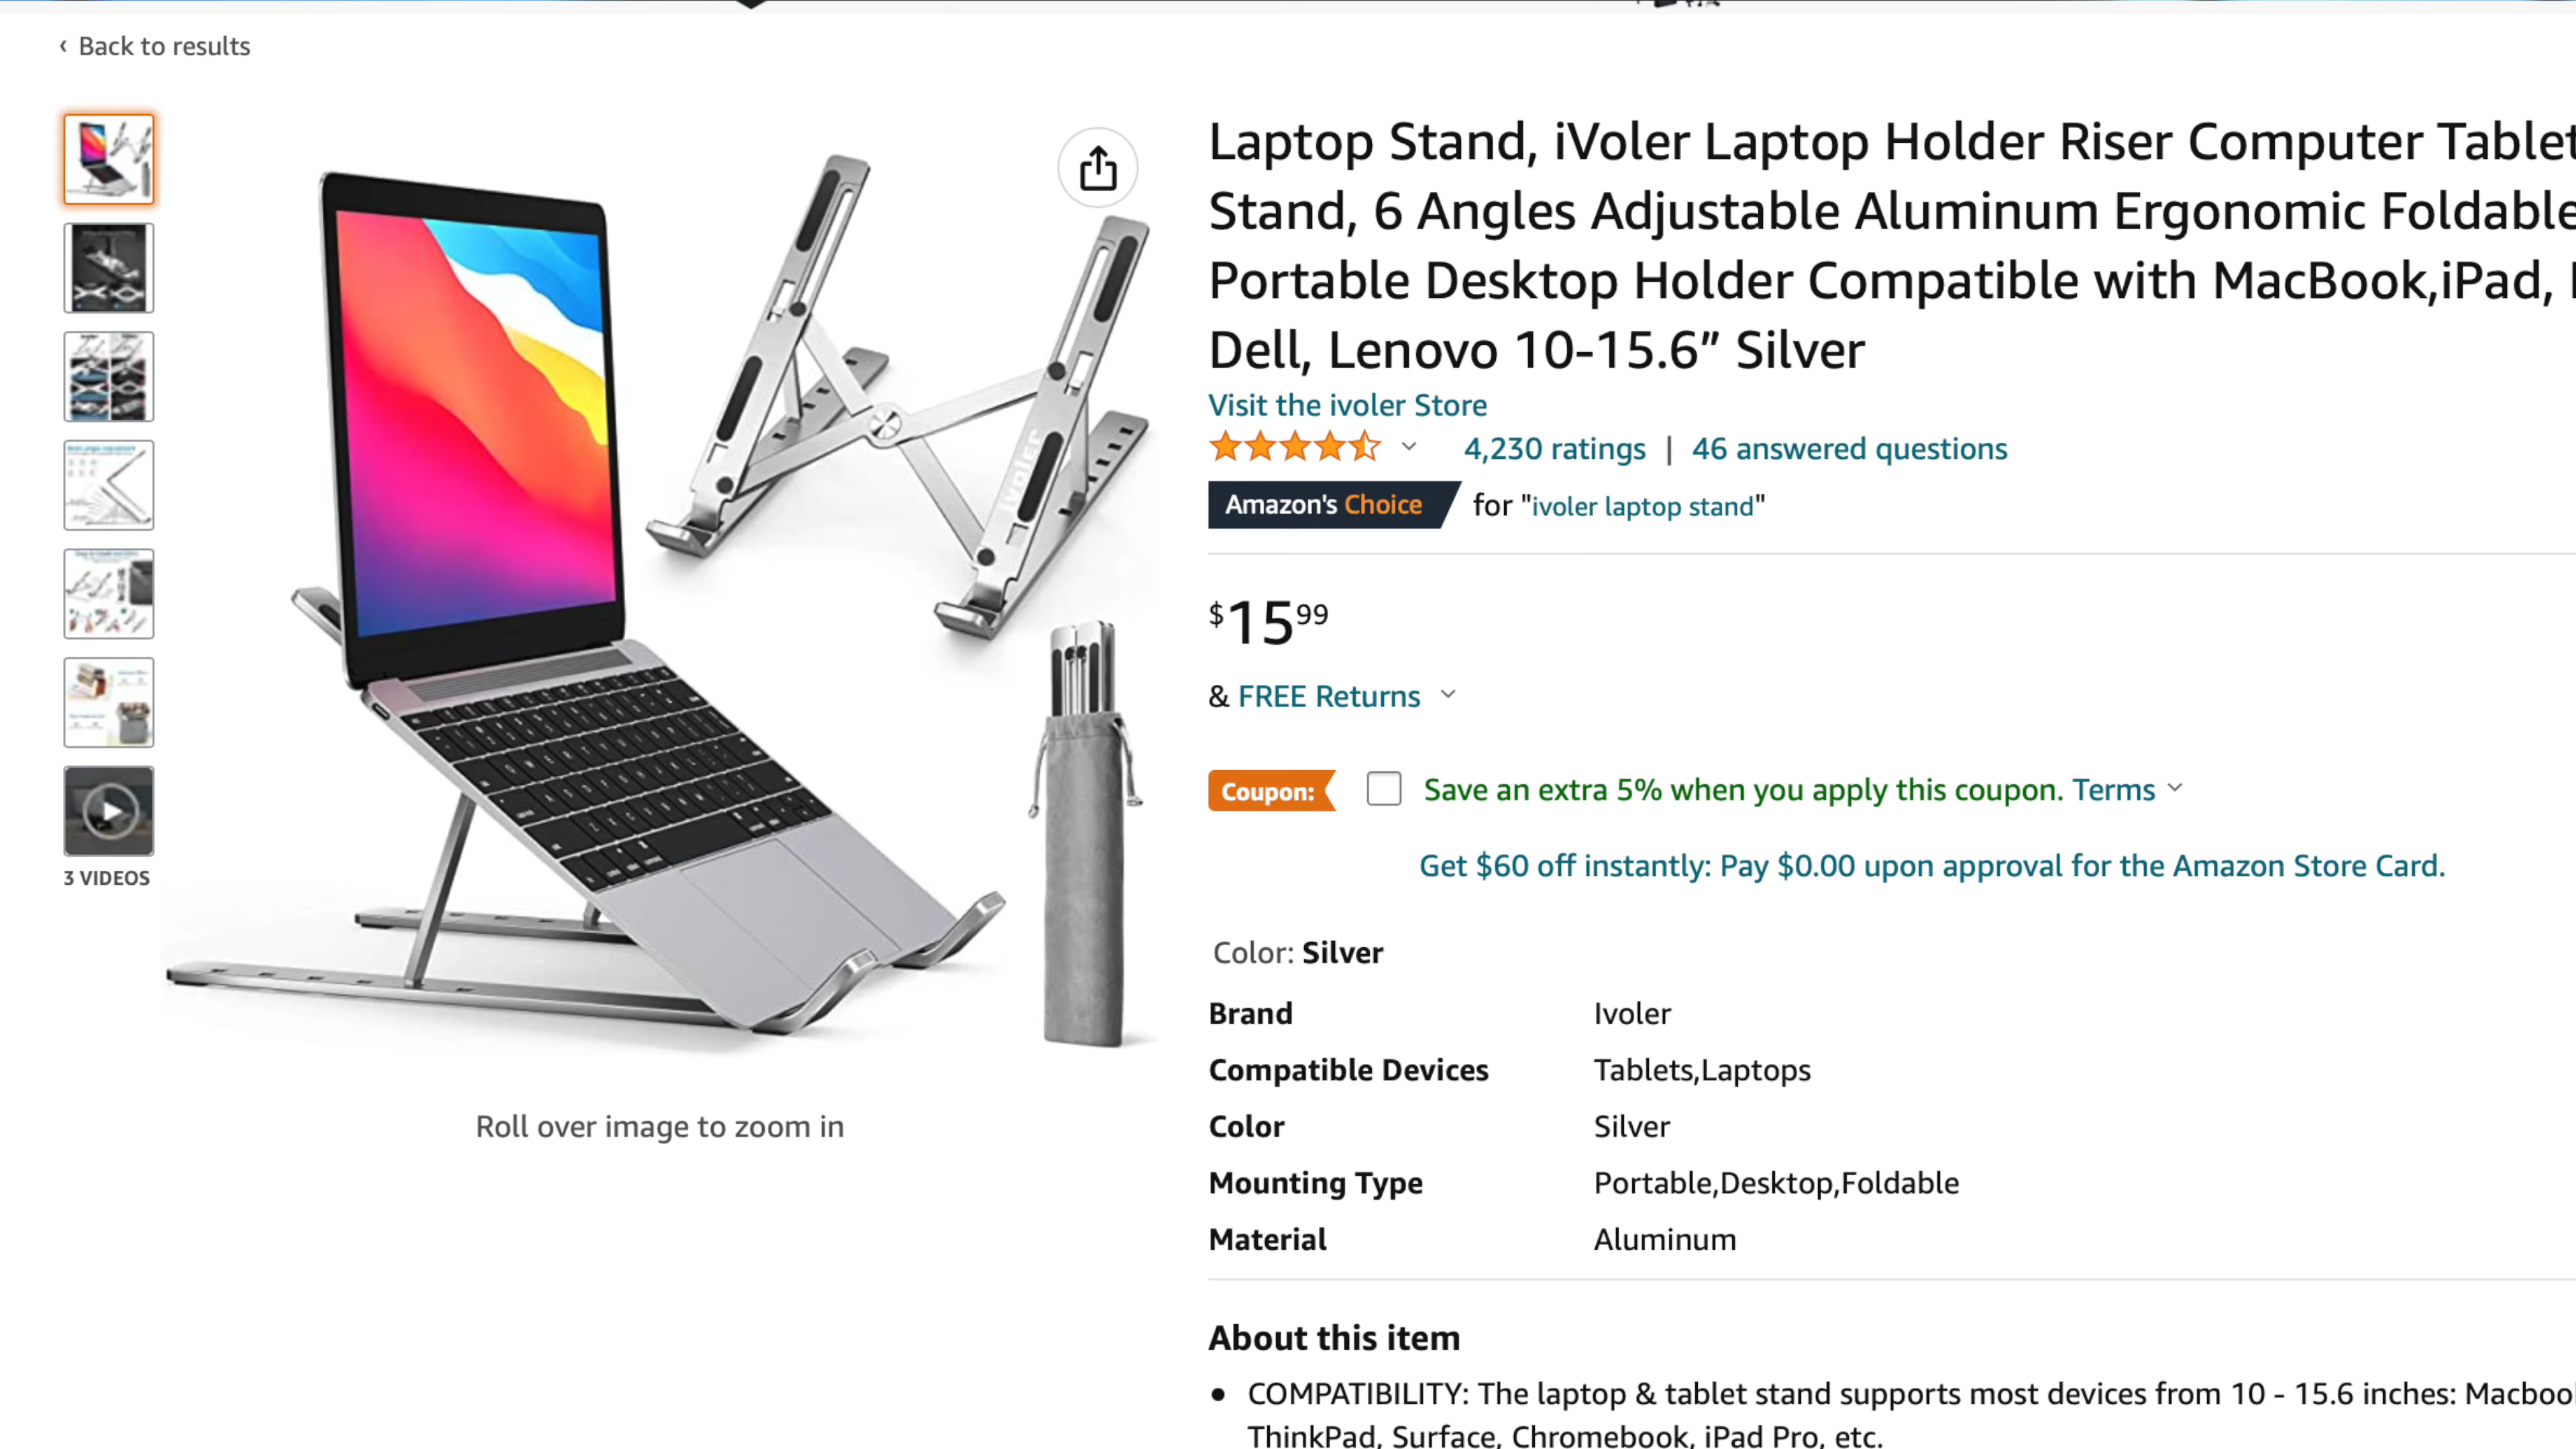 ‹ Back to results
Laptop Stand, iVoler Laptop Holder Riser Computer Tablet
Stand, 6 Angles Adjustable Aluminum Ergonomic Foldable
Portable Desktop Holder Compatible with MacBook,iPad,
Dell, Lenovo 10-15.6” Silver
Visit the ivoler Store
4,230 ratings | 46 answered questions
Amazon's Choice for "ivoler laptop stand"
$15 99
& FREE Returns
Coupon: Save an extra 5% when you apply this coupon. Terms
Get $60 off instantly: Pay $0.00 upon approval for the Amazon Store Card.
Color: Silver
Brand Ivoler
Compatible Devices Tablets,Laptops
Color Silver
Mounting Type Portable,Desktop,Foldable
Material Aluminum
About this item
• COMPATIBILITY: The laptop & tablet stand supports most devices from 10 - 15.6 inches:
ThinkPad, Surface, Chromebook, iPad Pro, etc.
ivoler
3 VIDEOS
Roll over image to zoom in